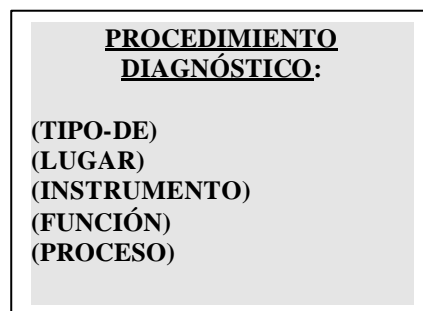 PROCEDIMIENTO
DIAGNÓSTICO:
(TIPO-DE)
(LUGAR)
(INSTRUMENTO)
(FUNCIÓN)
(PROCESO)